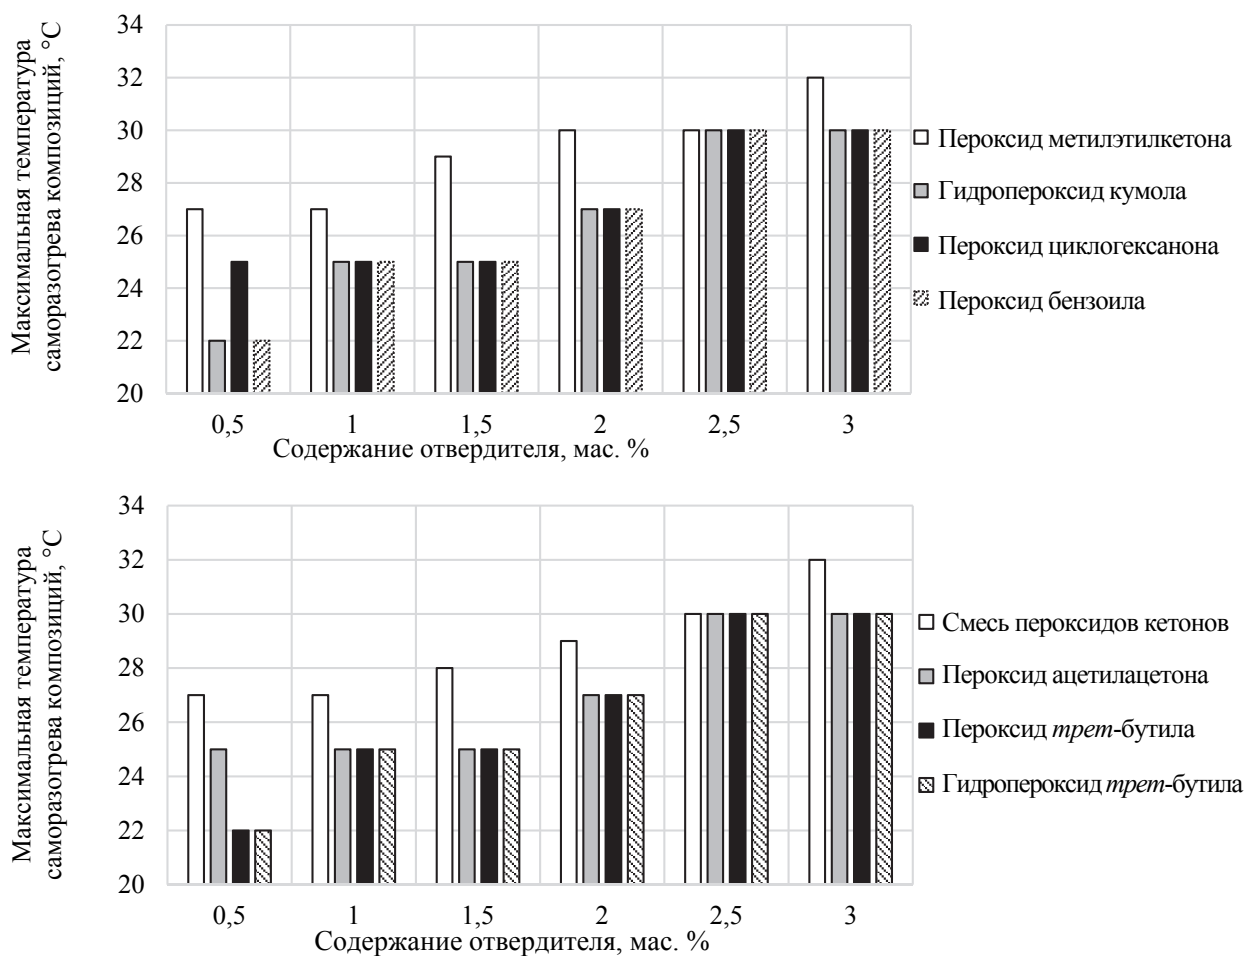 Максимальная температура
саморазогрева композиций, °С
34
32
30
28
26
24
22
20
0,5 1 1,5 2 2,5 3
Содержание отвердителя, мас. %
Пероксид метилэтилкетона
Гидропероксид кумола
Пероксид циклогексанона
Пероксид бензоила
Максимальная температура
саморазогрева композиций, °С
34
32
30
28
26
24
22
20
0,5 1 1,5 2 2,5 3
Содержание отвердителя, мас. %
Смесь пероксидов кетонов
Пероксид ацетилацетона
Пероксид трет-бутила
Гидропероксид трет-бутила